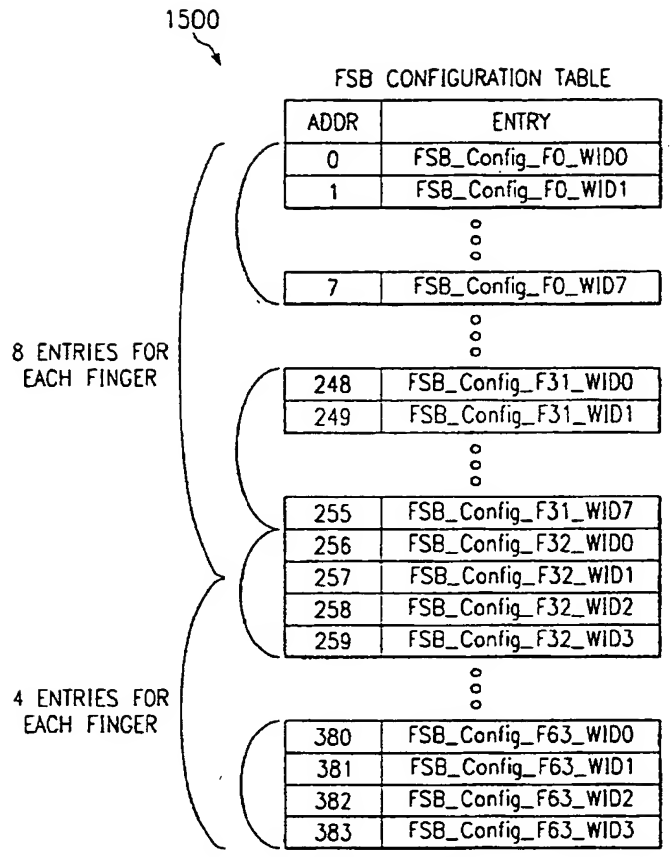 1500
FSB CONFIGURATION TABLE
ADDR ENTRY
0 FSB_Config_F0_WID0
1 FSB_Config_F0_WID1
7 FSB_Config_F0_WID7
8 ENTRIES FOR
EACH FINGER
248 FSB_Config_F31_WID0
249 FSB_Config_F31_WID1
255 FSB_Config_F31_WID7
256 FSB_Config_F32_WID0
257 FSB_Config_F32_WID1
258 FSB_Config_F32_WID2
259 FSB_Config_F32_WID3
4 ENTRIES FOR
EACH FINGER
380 FSB_Config_F63_WID0
381 FSB_Config_F63_WID1
382 FSB_Config_F63_WID2
383 FSB_Config_F63_WID3